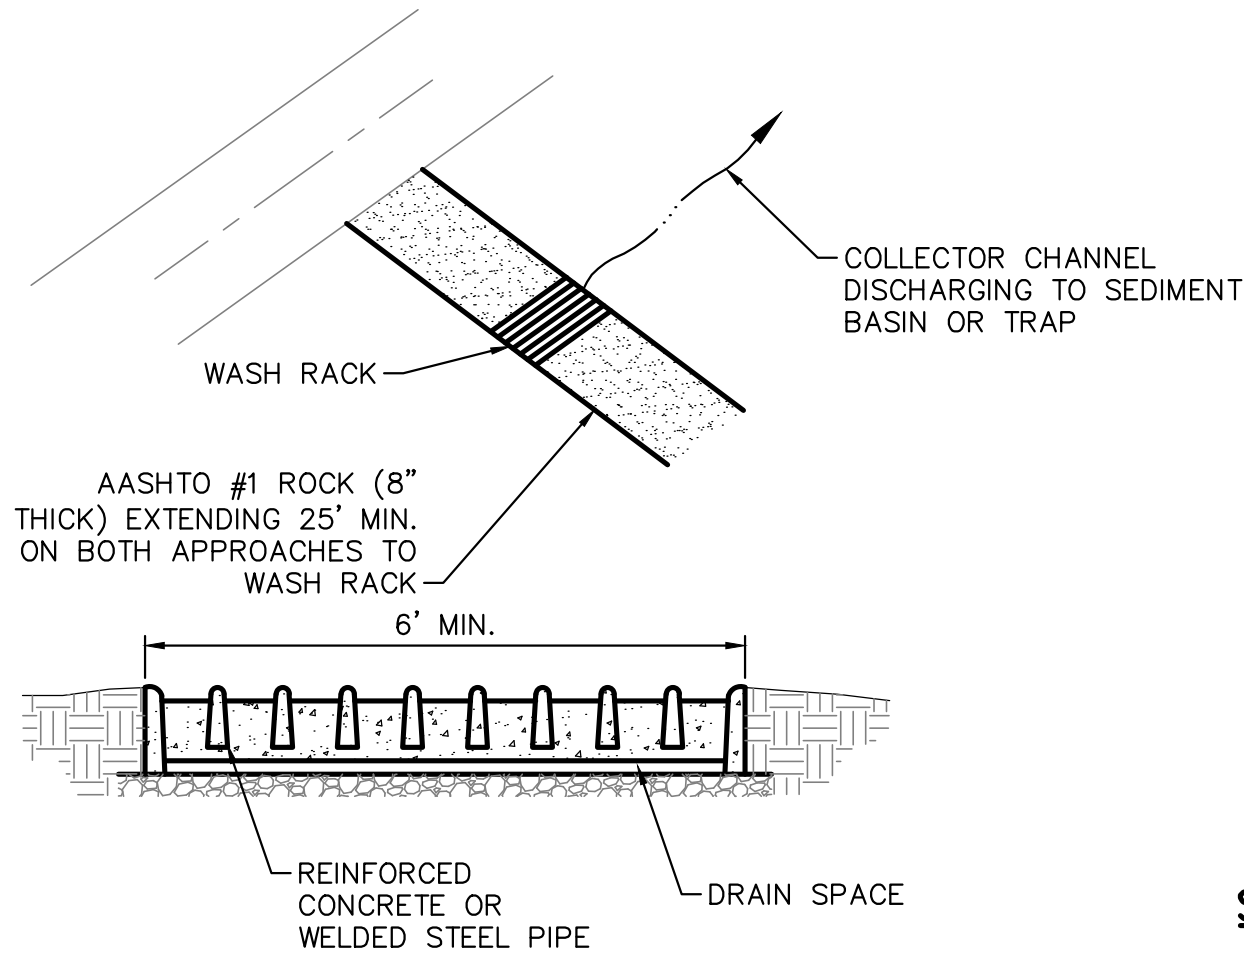 COLLECTOR CHANNEL
DISCHARGING TO SEDIMENT
BASIN OR TRAP
WASH RACK
AASHTO #1 ROCK (8"
THICK) EXTENDING 25' MIN.
ON BOTH APPROACHES TO
WASH RACK
6' MIN.
REINFORCED
CONCRETE OR
WELDED STEEL PIPE
DRAIN SPACE